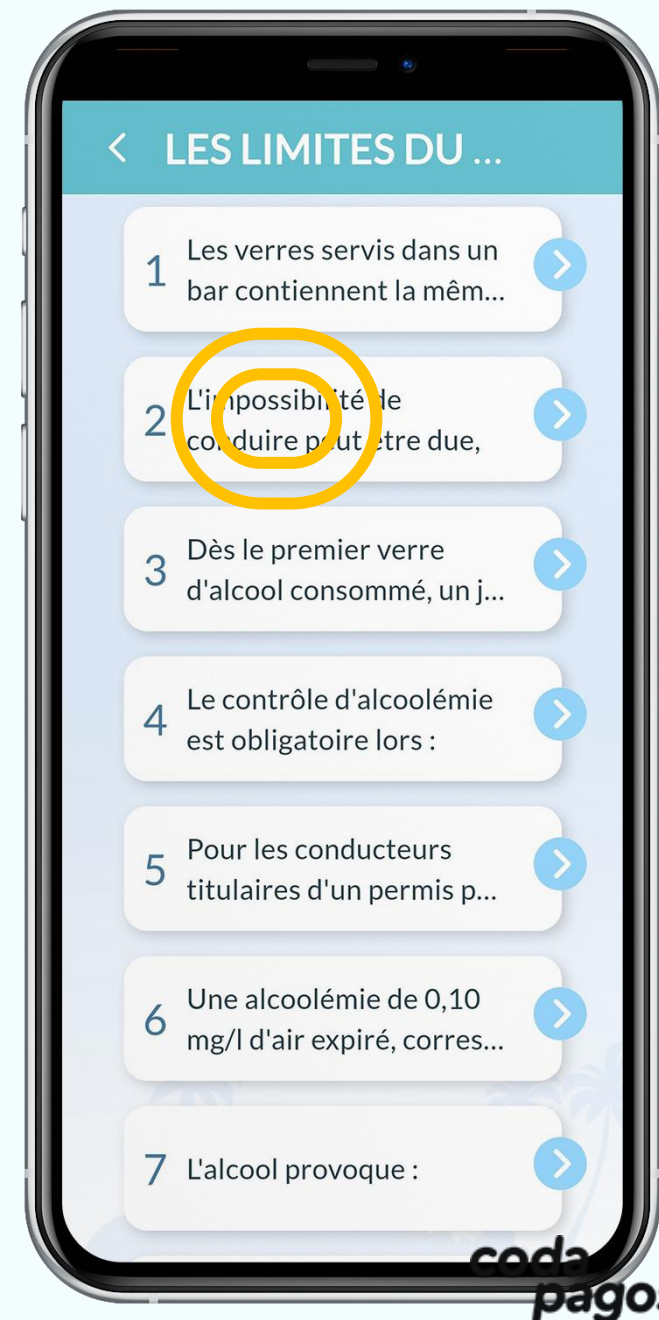 LES LIMITES DU ...
1 Les verres servis dans un
bar contiennent la mêm...
2 L'impossibilité de
conduire peut être due,
3 Dès le premier verre
d'alcool consommé, un j...
4 Le contrôle d'alcoolémie
est obligatoire lors :
5 Pour les conducteurs
titulaires d'un permis p...
6 Une alcoolémie de 0,10
mg/l d'air expiré, corres...
7 L'alcool provoque :
coda
pagos